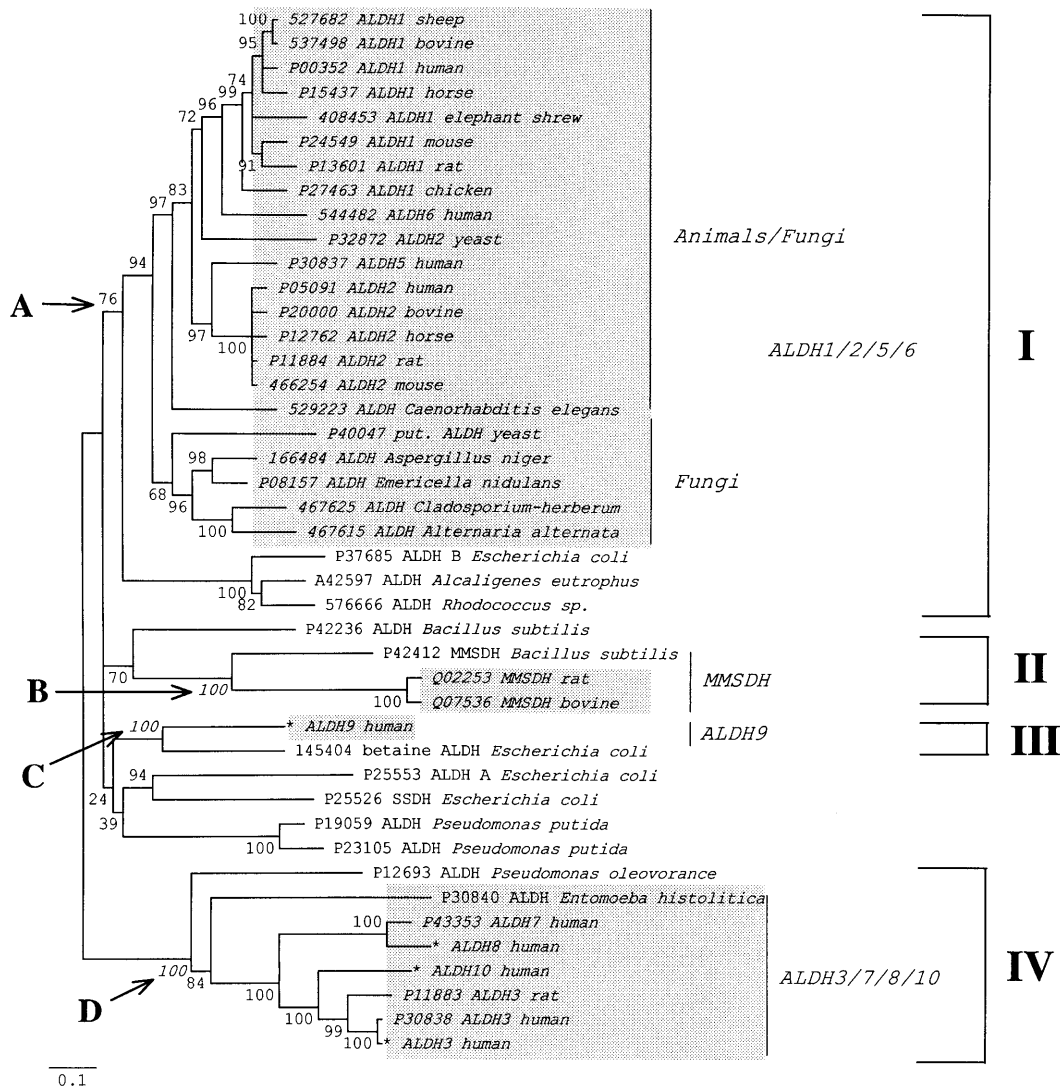 100 527682 ALDH1 sheep
95 537498 ALDH1 bovine
P00352 ALDH1 human
74 P15437 ALDH1 horse
99
96 408453 ALDH1 elephant shrew
72 P24549 ALDH1 mouse
91 P13601 ALDH1 rat
P27463 ALDH1 chicken
83
97 544482 ALDH6 human
P32872 ALDH2 yeast
Animals/Fungi
94 P30837 ALDH5 human
P05091 ALDH2 human
A 76
P20000 ALDH2 bovine
97 P12762 ALDH2 horse
100 P11884 ALDH2 rat
ALDH1/2/5/6
I
466254 ALDH2 mouse
529223 ALDH Caenorhabditis elegans
P40047 put. ALDH yeast
98 166484 ALDH Aspergillus niger
68 P08157 ALDH Emericella nidulans
Fungi
96 467625 ALDH Cladosporium-herberum
100 467615 ALDH Alternaria alternata
P37685 ALDH B Escherichia coli
100 A42597 ALDH Alcaligenes eutrophus
82 576666 ALDH Rhodococcus sp.
P42236 ALDH Bacillus subtilis
70 P42412 MMSDH Bacillus subtilis
B 100 Q02253 MMSDH rat
MMSDH
II
100 Q07536 MMSDH bovine
100 * ALDH9 human
ALDH9
III
C 145404 betaine ALDH Escherichia coli
94 P25553 ALDH A Escherichia coli
24 P25526 SSDH Escherichia coli
39 P19059 ALDH Pseudomonas putida
100 P23105 ALDH Pseudomonas putida
P12693 ALDH Pseudomonas oleovorance
P30840 ALDH Entomoeba histolitica
100 P43353 ALDH7 human
* ALDH8 human
D 100 84 * ALDH10 human
ALDH3/7/8/10
IV
100 P11883 ALDH3 rat
100 P30838 ALDH3 human
99
100 * ALDH3 human
0.1